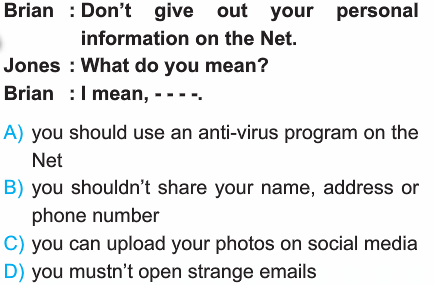 Brian : Don’t give out your personal
information on the Net.
Jones : What do you mean?
Brian : I mean, - - - -.
A) you should use an anti-virus program on the
Net
B) you shouldn’t share your name, address or
phone number
C) you can upload your photos on social media
D) you mustn’t open strange emails